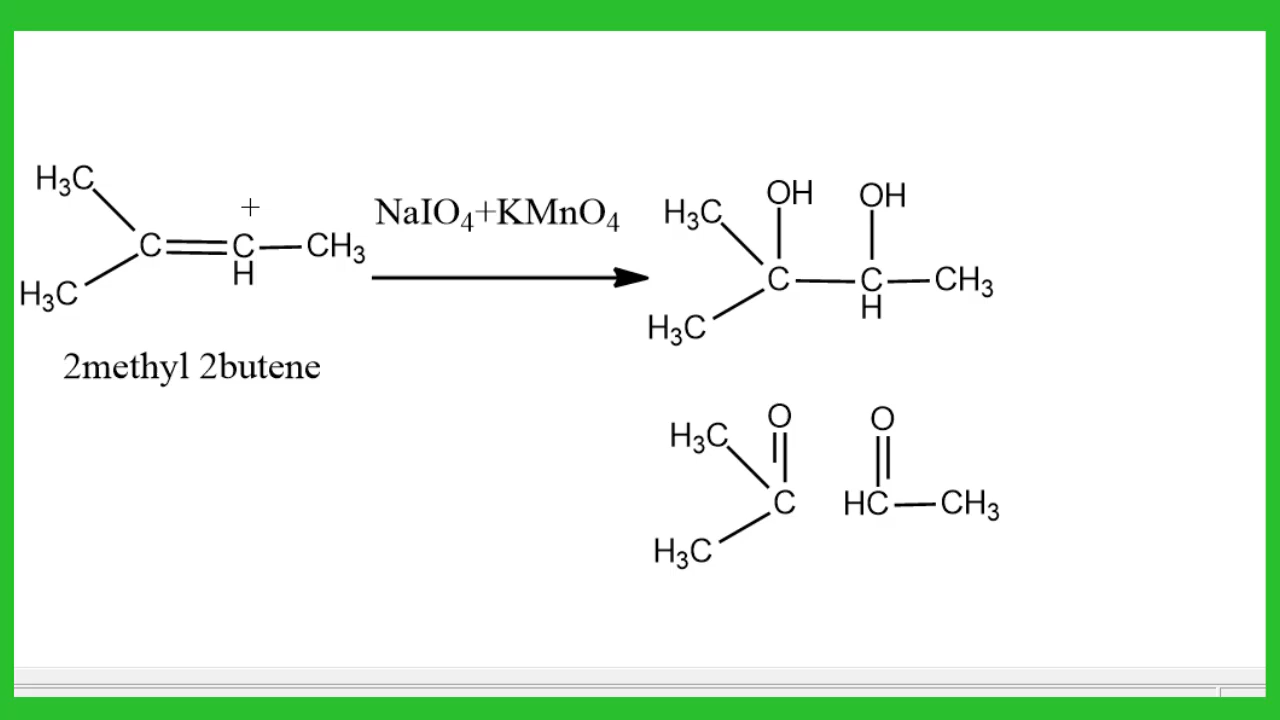 H3C
+
C=C—CH3
H
H3C
2methyl 2butene
NaIO4+KMnO4
OH OH
H3C
C—C—CH3
H
H3C
O O
H3C
C HC—CH3
H3C